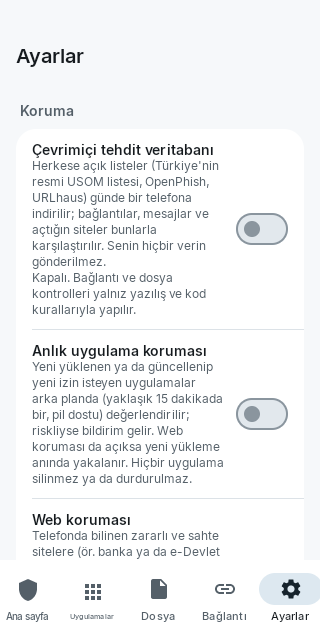 Ayarlar
Koruma
Çevrimiçi tehdit veritabanı
Herkese açık listeler (Türkiye'nin
resmi USOM listesi, OpenPhish,
URLhaus) günde bir telefona
indirilir; bağlantılar, mesajlar ve
açtığın siteler bunlarla
karşılaştırılır. Senin hiçbir verin
gönderilmez.
Kapalı. Bağlantı ve dosya
kontrolleri yalnız yazılış ve kod
kurallarıyla yapılır.
Anlık uygulama koruması
Yeni yüklenen ya da güncellenip
yeni izin isteyen uygulamalar
arka planda (yaklaşık 15 dakikada
bir, pil dostu) değerlendirilir;
riskliyse bildirim gelir. Web
koruması da açıksa yeni yükleme
anında yakalanır. Hiçbir uygulama
silinmez ya da durdurulmaz.
Web koruması
Telefonda bilinen zararlı ve sahte
sitelere (ör. banka ya da e-Devlet
Ana sayfa
Uygulamalar
Dosya
Bağlantı
Ayarlar